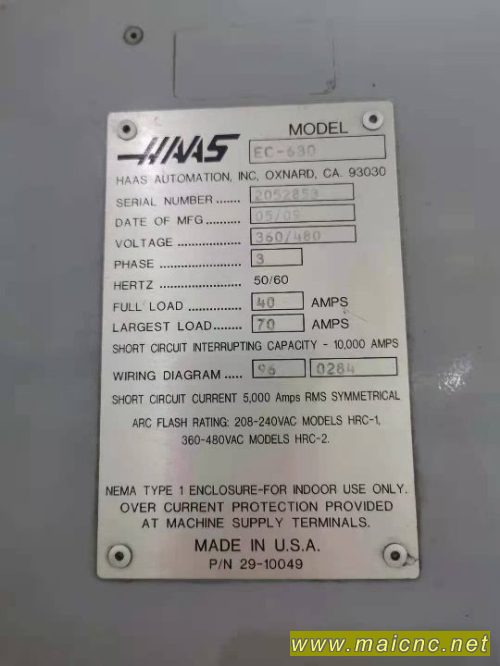 HAAS
MODEL EC-630
HAAS AUTOMATION, INC, OXNARD, CA. 93030
SERIAL NUMBER ...... 2052853
DATE OF MFG ........... 05/09
VOLTAGE .................. 360/480
PHASE ....................... 3
HERTZ ....................... 50/60
FULL LOAD ............... 40 AMPS
LARGEST LOAD ........ 70 AMPS
SHORT CIRCUIT INTERRUPTING CAPACITY - 10,000 AMPS
WIRING DIAGRAM ..... 96 0284
SHORT CIRCUIT CURRENT 5,000 Amps RMS SYMMETRICAL
ARC FLASH RATING: 208-240VAC MODELS HRC-1,
360-480VAC MODELS HRC-2.
NEMA TYPE 1 ENCLOSURE-FOR INDOOR USE ONLY.
OVER CURRENT PROTECTION PROVIDED
AT MACHINE SUPPLY TERMINALS.
MADE IN U.S.A.
P/N 29-10049
www.maicnc.net